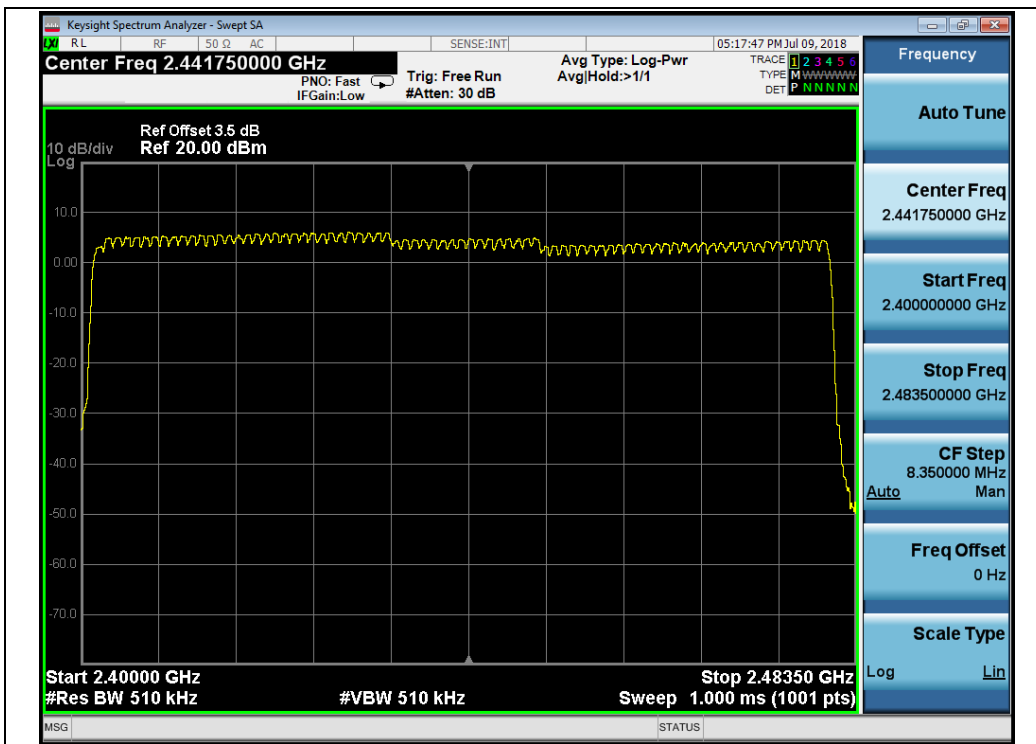 Keysight Spectrum Analyzer - Swept SA
LXI RL RF 50 Ω AC SENSE:INT 05:17:47 PM Jul 09, 2018
Center Freq 2.441750000 GHz
PNO: Fast
IFGain:Low
Trig: Free Run
#Atten: 30 dB
Avg Type: Log-Pwr
Avg|Hold:>1/1
TRACE 1 2 3 4 5 6
TYPE M WWWWW
DET P N N N N N
Ref Offset 3.5 dB
10 dB/div Ref 20.00 dBm
Log
10.0
0.00
-10.0
-20.0
-30.0
-40.0
-50.0
-60.0
-70.0
Start 2.40000 GHz Stop 2.48350 GHz
#Res BW 510 kHz #VBW 510 kHz Sweep 1.000 ms (1001 pts)
MSG STATUS
Frequency
Auto Tune
Center Freq
2.441750000 GHz
Start Freq
2.400000000 GHz
Stop Freq
2.483500000 GHz
CF Step
8.350000 MHz
Auto Man
Freq Offset
0 Hz
Scale Type
Log Lin